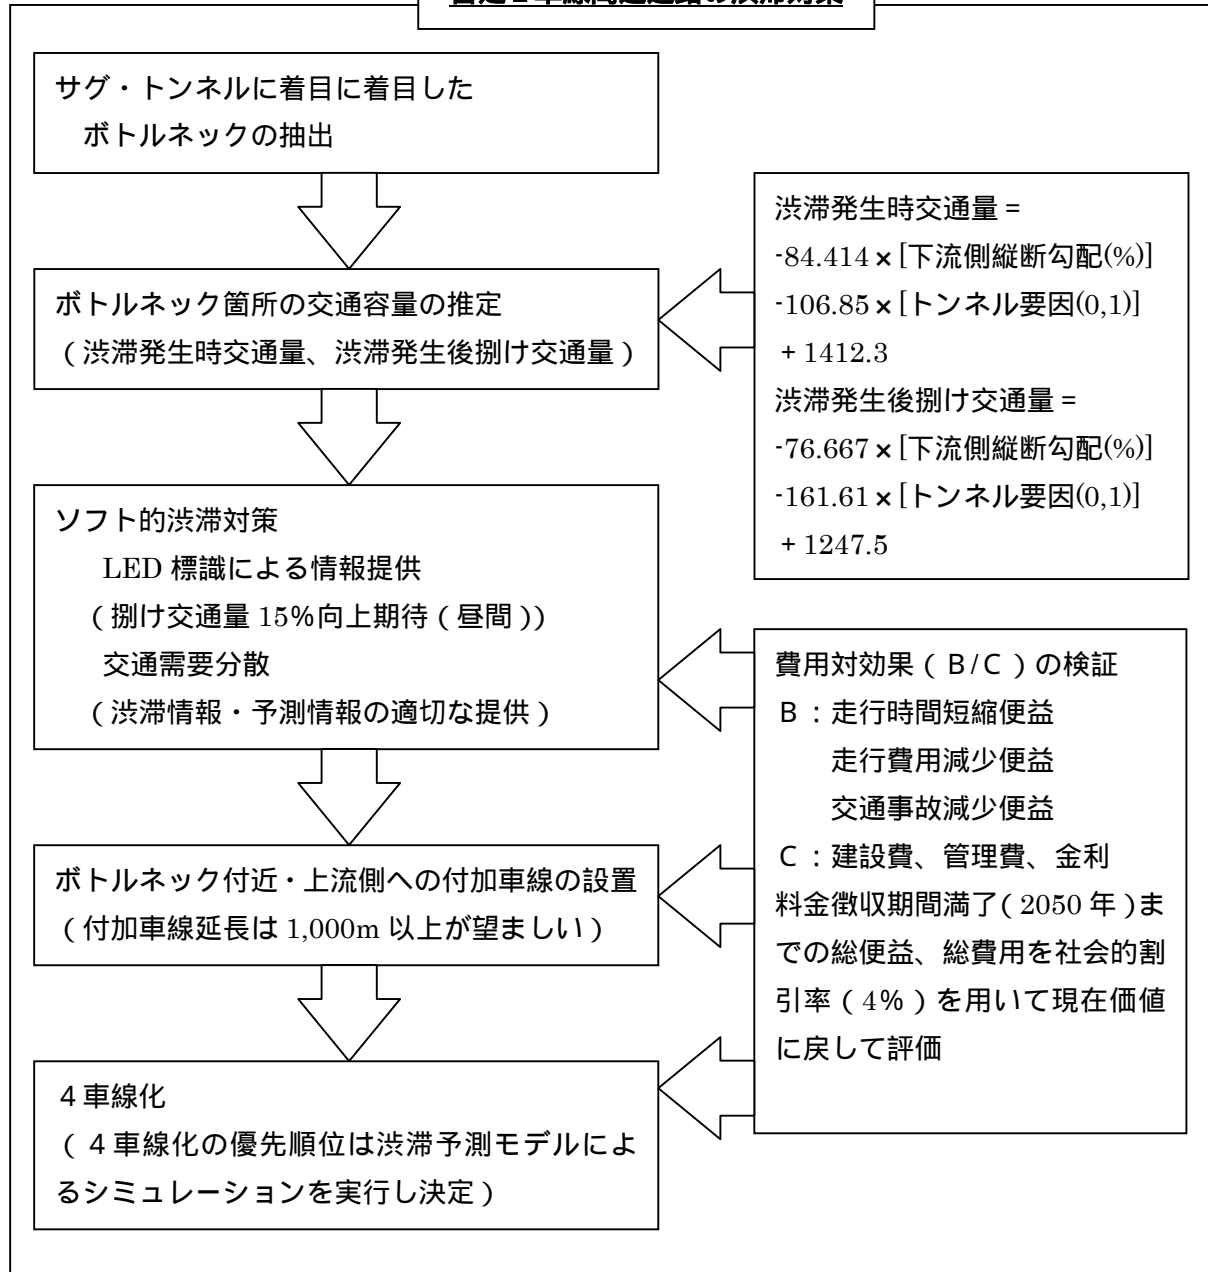 サグ・トンネルに着目に着目した
ボトルネックの抽出
ボトルネック箇所の交通容量の推定
（渋滞発生時交通量、渋滞発生後捌け交通量）
渋滞発生時交通量 =
-84.414×[下流側縦断勾配(%)]
-106.85×[トンネル要因(0,1)]
+1412.3
渋滞発生後捌け交通量 =
-76.667×[下流側縦断勾配(%)]
-161.61×[トンネル要因(0,1)]
+1247.5
ソフト的渋滞対策
LED 標識による情報提供
（捌け交通量 15%向上期待（昼間））
交通需要分散
（渋滞情報・予測情報の適切な提供）
費用対効果（Ｂ/Ｃ）の検証
Ｂ：走行時間短縮便益
走行費用減少便益
交通事故減少便益
Ｃ：建設費、管理費、金利
料金徴収期間満了（2050 年）ま
での総便益、総費用を社会的割
引率（4%）を用いて現在価値
に戻して評価
ボトルネック付近・上流側への付加車線の設置
（付加車線延長は 1,000m 以上が望ましい）
４車線化
（４車線化の優先順位は渋滞予測モデルによ
るシミュレーションを実行し決定）